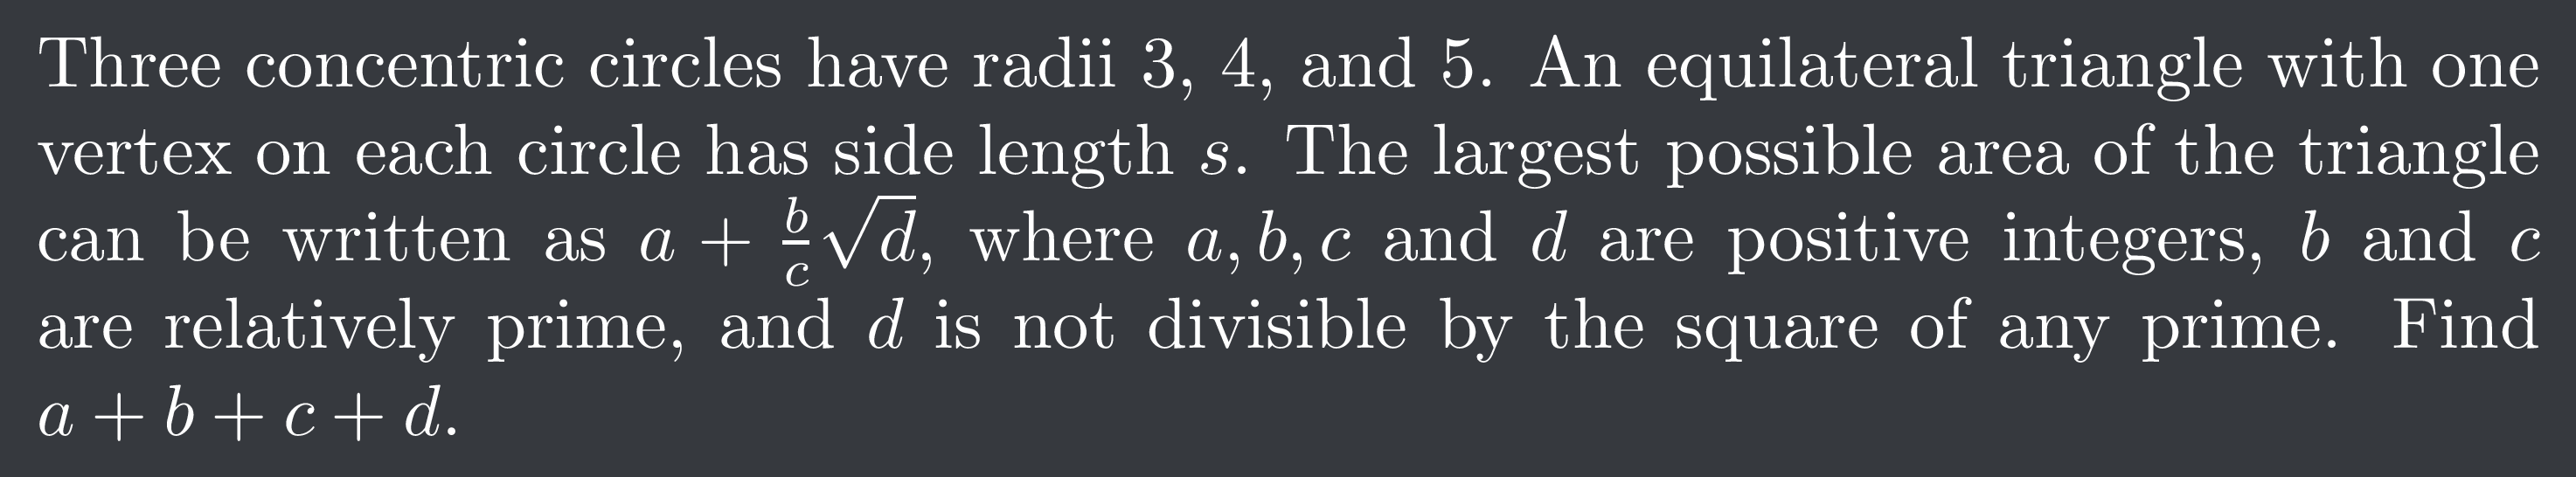 Three concentric circles have radii 3, 4, and 5. An equilateral triangle with one
vertex on each circle has side length s. The largest possible area of the triangle
can be written as a + \frac{b}{c}\sqrt{d}, where a, b, c and d are positive integers, b and c
are relatively prime, and d is not divisible by the square of any prime. Find
a + b + c + d.